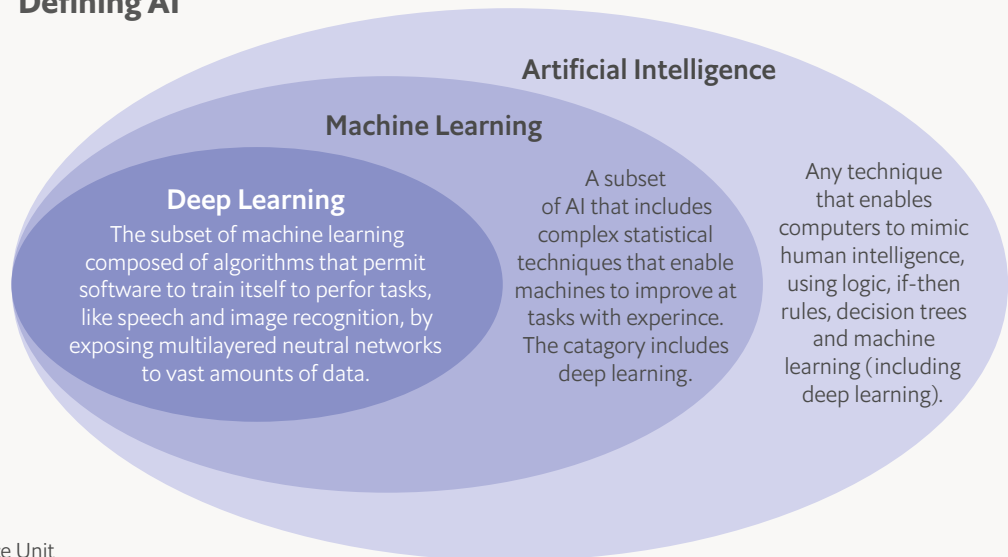 Defining AI
Artificial Intelligence
Machine Learning
Deep Learning
The subset of machine learning
composed of algorithms that permit
software to train itself to perfor tasks,
like speech and image recognition, by
exposing multilayered neutral networks
to vast amounts of data.
A subset
of AI that includes
complex statistical
techniques that enable
machines to improve at
tasks with experince.
The catagory includes
deep learning.
Any technique
that enables
computers to mimic
human intelligence,
using logic, if-then
rules, decision trees
and machine
learning (including
deep learning).
Unit